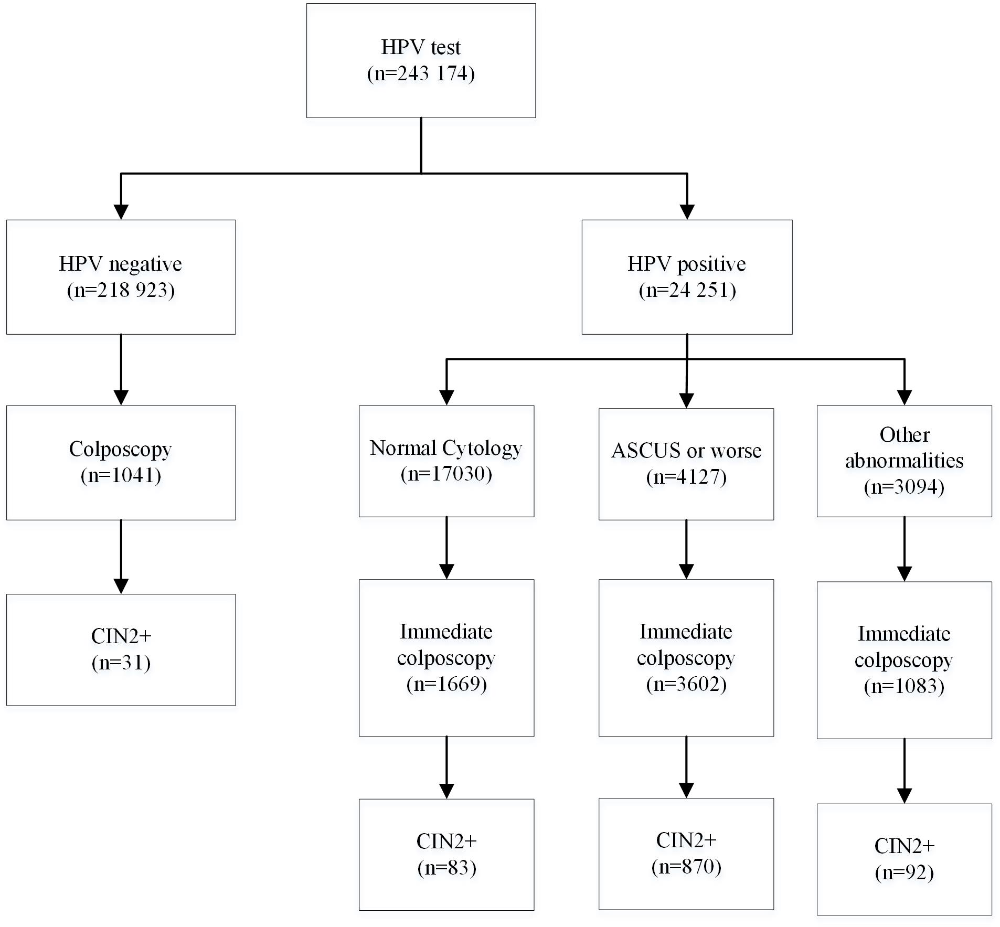 HPV test
(n=243 174)
HPV negative
(n=218 923)
HPV positive
(n=24 251)
Colposcopy
(n=1041)
Normal Cytology
(n=17030)
ASCUS or worse
(n=4127)
Other
abnormalities
(n=3094)
CIN2+
(n=31)
Immediate
colposcopy
(n=1669)
Immediate
colposcopy
(n=3602)
Immediate
colposcopy
(n=1083)
CIN2+
(n=83)
CIN2+
(n=870)
CIN2+
(n=92)